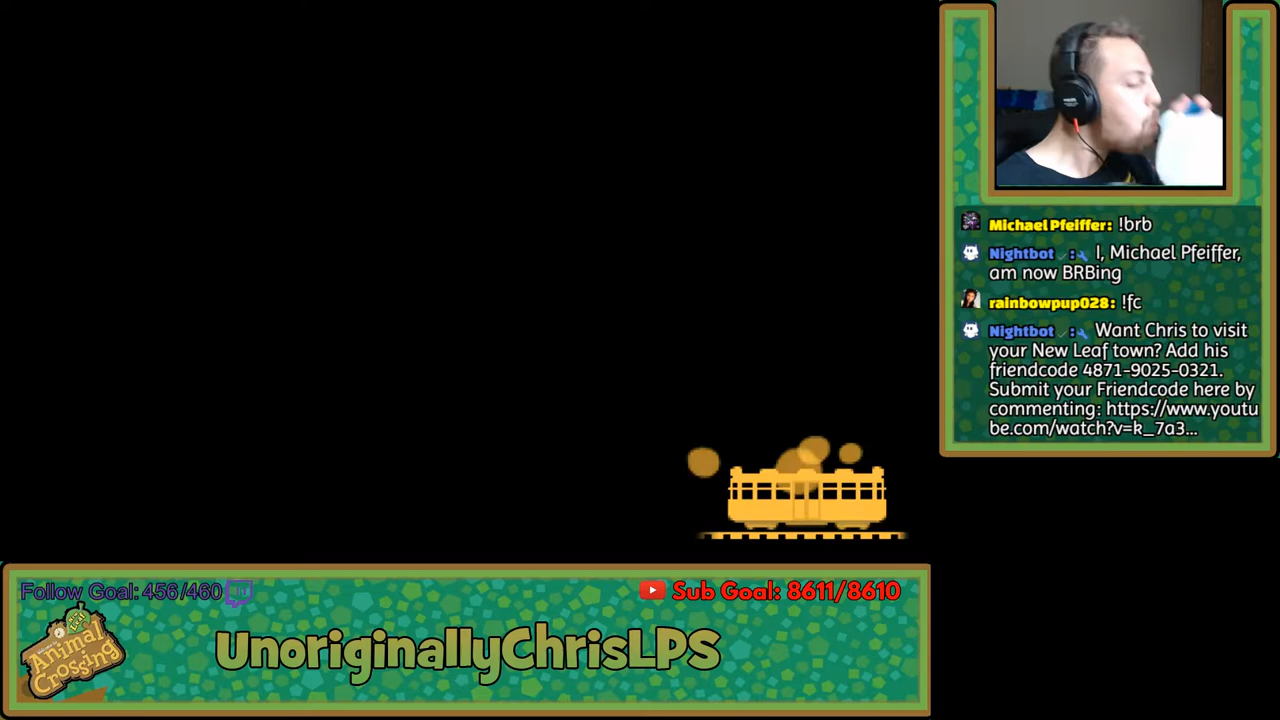 Michael Pfeiffer: !brb
Nightbot : I, Michael Pfeiffer,
am now BRBing
rainbowpup028: !fc
Nightbot : Want Chris to visit
your New Leaf town? Add his
friendcode 4871-9025-0321.
Submit your Friendcode here by
commenting: https://www.youtu
be.com/watch?v=k_7a3...
Follow Goal: 456/460
Sub Goal: 8611/8610
Animal
Crossing
UnoriginallyChrisLPS